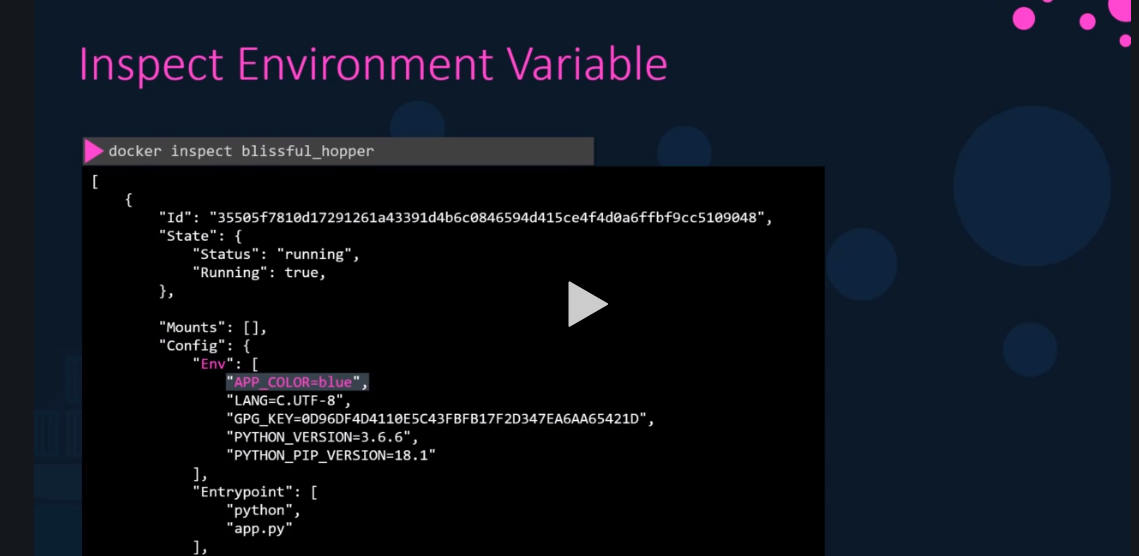 Inspect Environment Variable
docker inspect blissful_hopper
[
{
"Id": "35505f7810d17291261a43391d4b6c0846594d415ce4f4d0a6ffbf9cc5109048",
"State": {
"Status": "running",
"Running": true,
},
"Mounts": [],
"Config": {
"Env": [
"APP_COLOR=blue",
"LANG=C.UTF-8",
"GPG_KEY=0D96DF4D4110E5C43FBFB17F2D347EA6AA65421D",
"PYTHON_VERSION=3.6.6",
"PYTHON_PIP_VERSION=18.1"
],
"Entrypoint": [
"python",
"app.py"
],